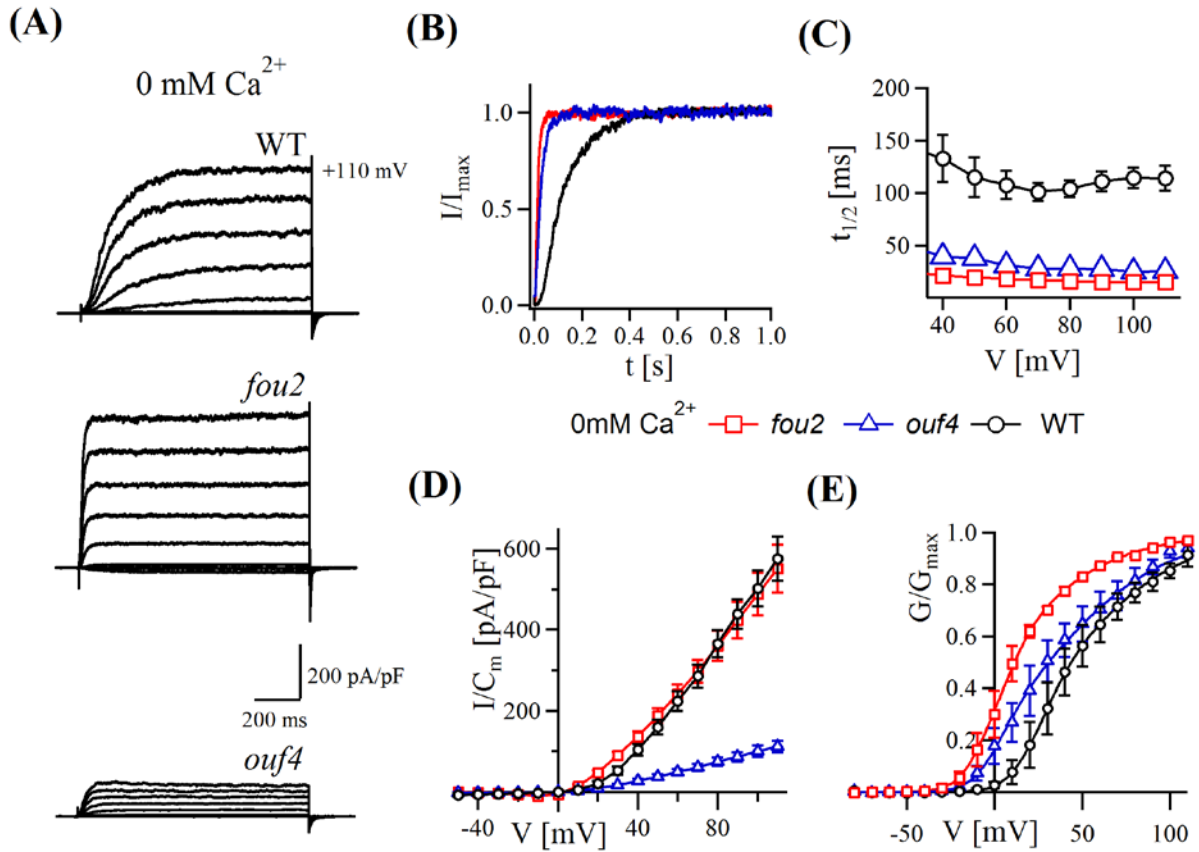 (A)
0 mM Ca2+
WT
+110 mV
fou2
200 pA/pF
200 ms
ouf4
(B)
I/Imax
1.0
0.5
0.0
0.0 0.2 0.4 0.6 0.8 1.0
t [s]
(C)
t1/2 [ms]
200
150
100
50
40 60 80 100
V [mV]
0mM Ca2+ fou2 ouf4 WT
(D)
I/Cm [pA/pF]
600
400
200
-40 V [mV] 40 80
(E)
G/Gmax
1.0
0.8
0.6
0.4
0.2
-50 V [mV] 50 100